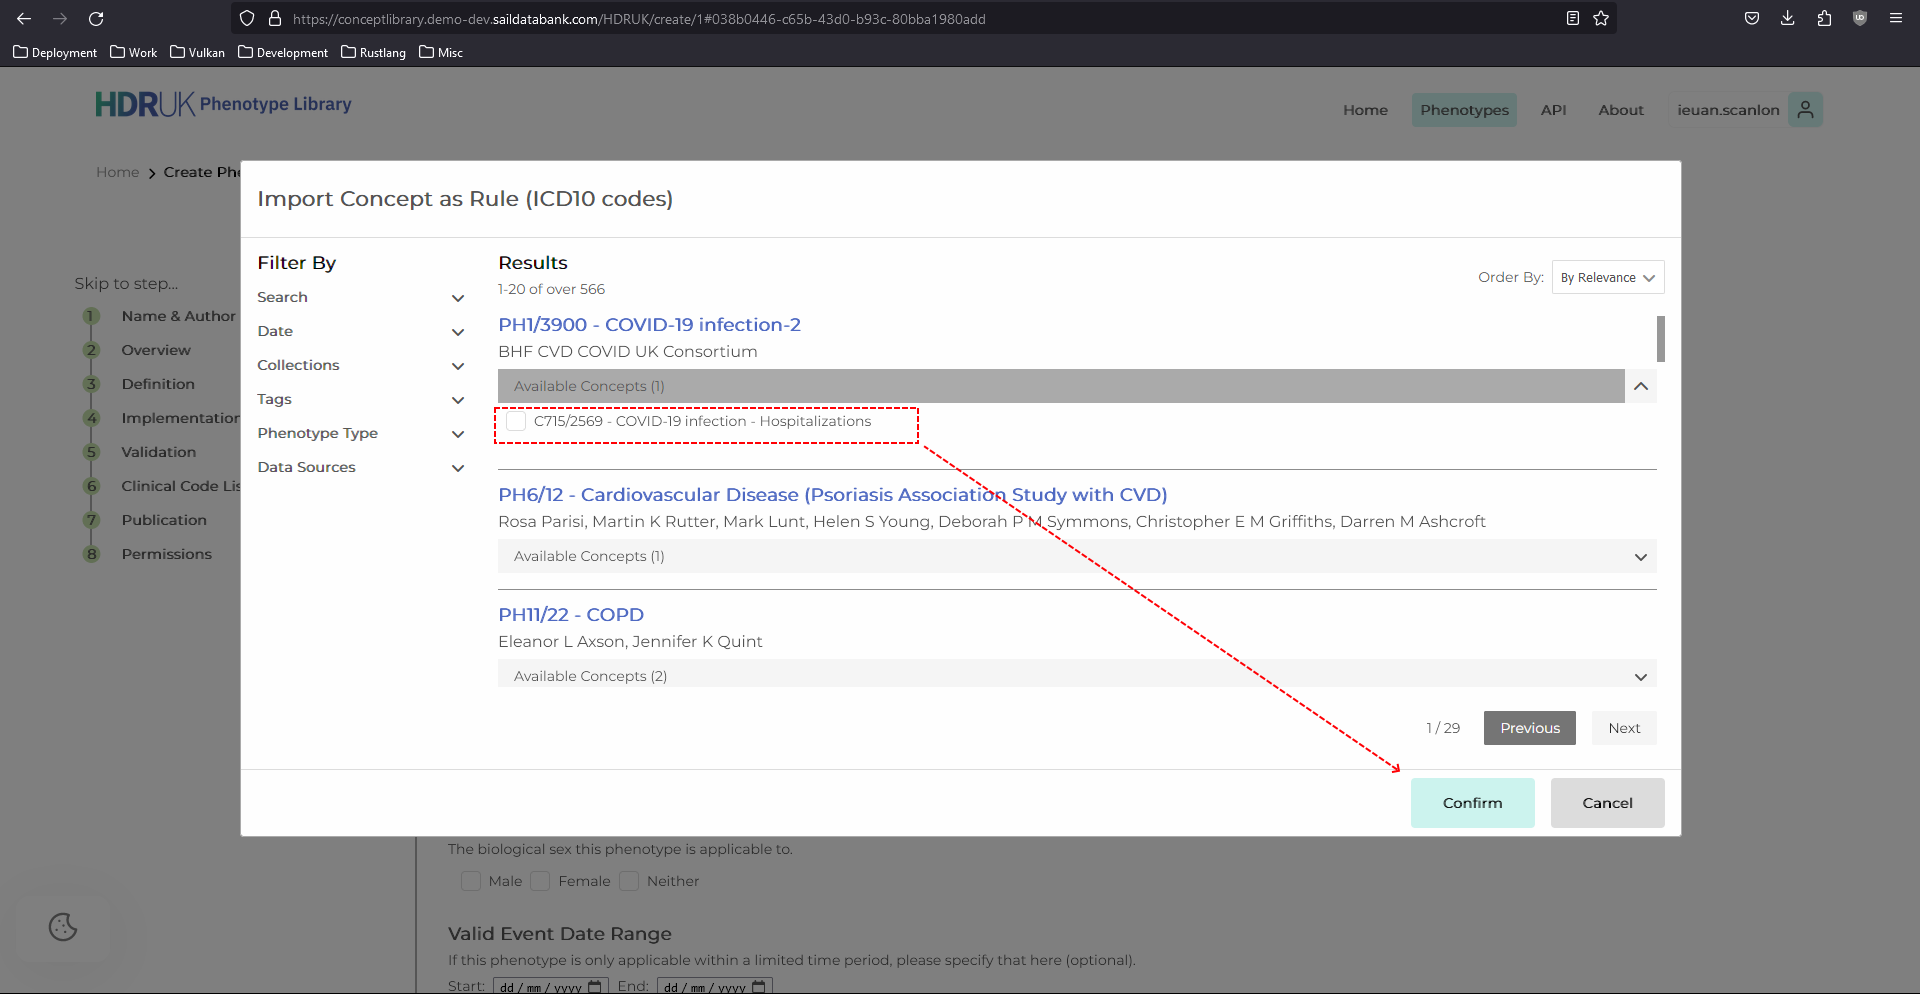 https://conceptlibrary.demo-dev.saildatabank.com/HDRUK/create/1#038b0446-c65b-43d0-b93c-80bba1980add
Deployment Work Vulkan Development Rustlang Misc
HDRUK Phenotype Library
Home Phenotypes API About ieuan.scanlon
Home Create Phe
Skip to step...
1 Name & Author
2 Overview
3 Definition
4 Implementation
5 Validation
6 Clinical Code Lis
7 Publication
8 Permissions
Import Concept as Rule (ICD10 codes)
Filter By
Search
Date
Collections
Tags
Phenotype Type
Data Sources
Results
1-20 of over 566
Order By: By Relevance
PH1/3900 - COVID-19 infection-2
BHF CVD COVID UK Consortium
Available Concepts (1)
C715/2569 - COVID-19 infection - Hospitalizations
PH6/12 - Cardiovascular Disease (Psoriasis Association Study with CVD)
Rosa Parisi, Martin K Rutter, Mark Lunt, Helen S Young, Deborah P M Symmons, Christopher E M Griffiths, Darren M Ashcroft
Available Concepts (1)
PH11/22 - COPD
Eleanor L Axson, Jennifer K Quint
Available Concepts (2)
1 / 29 Previous Next
Confirm Cancel
The biological sex this phenotype is applicable to.
Male Female Neither
Valid Event Date Range
If this phenotype is only applicable within a limited time period, please specify that here (optional).
Start: dd / mm / yyyy End: dd / mm / yyyy